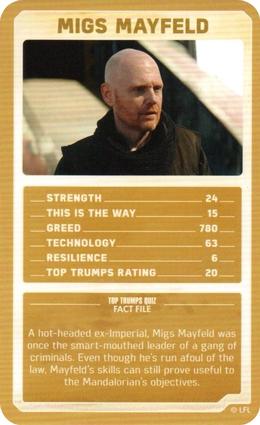 MIGS MAYFELD
STRENGTH 24
THIS IS THE WAY 15
GREED 780
TECHNOLOGY 63
RESILIENCE 6
TOP TRUMPS RATING 20
TOP TRUMPS QUIZ
FACT FILE
A hot-headed ex-Imperial, Migs Mayfeld was
once the smart-mouthed leader of a gang of
criminals. Even though he's run afoul of the
law, Mayfeld's skills can still prove useful to
the Mandalorian's objectives.
© LFL